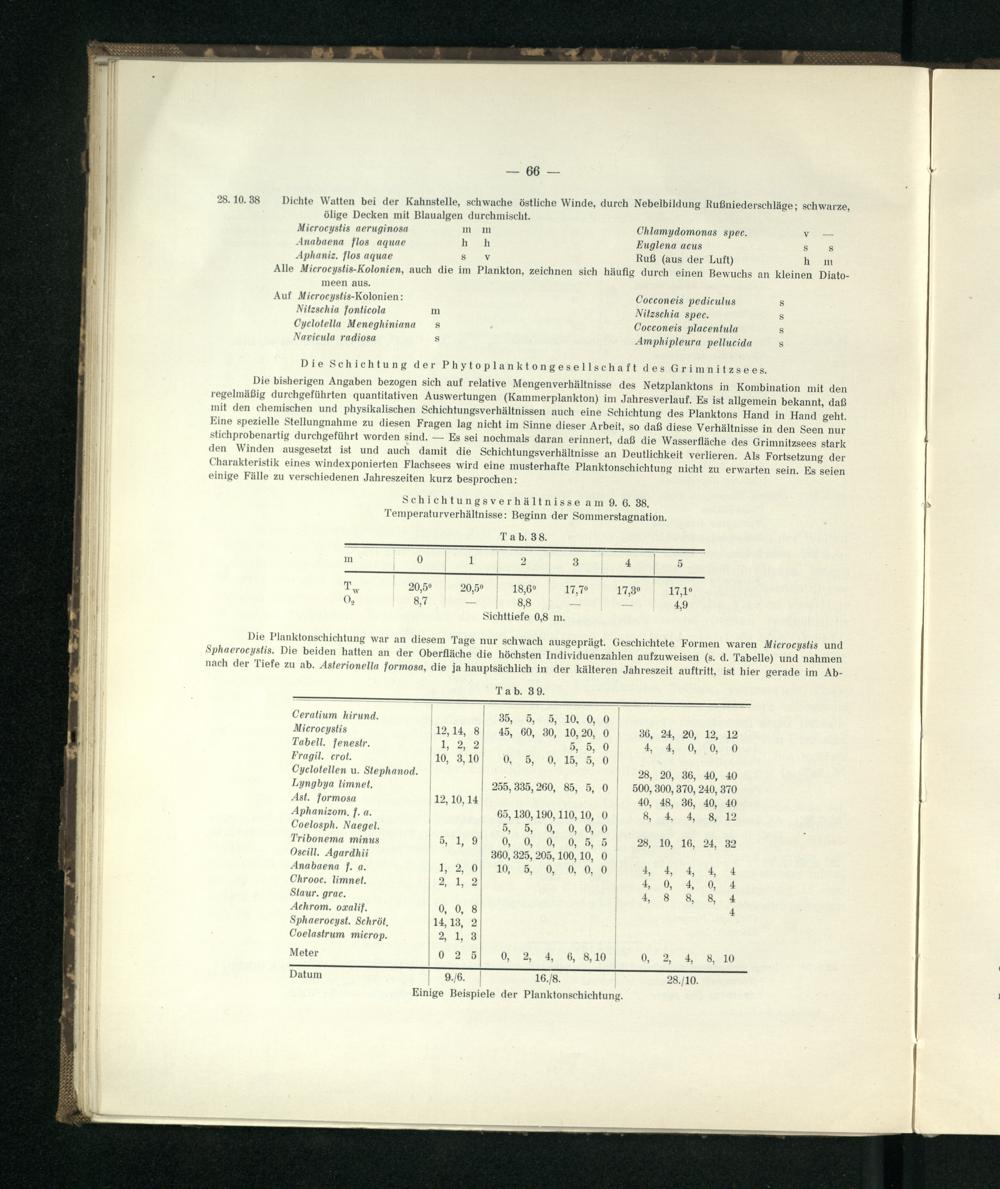 — 66 —
28. 10. 38 Dichte Watten bei der Kahnstelle, schwache östliche Winde, durch Nebelbildung Rußniederschläge; schwarze,
ölige Decken mit Blaualgen durchmischt.
Microcystis aeruginosa m m Chlamydomonas spec. v —
Anabaena flos aquae h h Euglena acus s s
Aphaniz. flos aquae s v Ruß (aus der Luft) h m
Alle Microcystis-Kolonien, auch die im Plankton, zeichnen sich häufig durch einen Bewuchs an kleinen Diato-
meen aus.
Auf Microcystis-Kolonien: Cocconeis pediculus s
Nitzschia fonticola m Nitzschia spec. s
Cyclotella Meneghiniana s Cocconeis placentula s
Navicula radiosa s Amphipleura pellucida s
Die Schichtung der Phytoplanktongesellschaft des Grimnitzsees.
Die bisherigen Angaben bezogen sich auf relative Mengenverhältnisse des Netzplanktons in Kombination mit den
regelmäßig durchgeführten quantitativen Auswertungen (Kammerplankton) im Jahresverlauf. Es ist allgemein bekannt, daß
mit den chemischen und physikalischen Schichtungsverhältnissen auch eine Schichtung des Planktons Hand in Hand geht.
Eine spezielle Stellungnahme zu diesen Fragen lag nicht im Sinne dieser Arbeit, so daß diese Verhältnisse in den Seen nur
stichprobenartig durchgeführt worden sind. — Es sei nochmals daran erinnert, daß die Wasserfläche des Grimnitzsees stark
den Winden ausgesetzt ist und auch damit die Schichtungsverhältnisse an Deutlichkeit verlieren. Als Fortsetzung der
Charakteristik eines windexponierten Flachsees wird eine musterhafte Planktonschichtung nicht zu erwarten sein. Es seien
einige Fälle zu verschiedenen Jahreszeiten kurz besprochen:
Schichtungsverhältnisse am 9. 6. 38.
Temperaturverhältnisse: Beginn der Sommerstagnation.
Tab. 38.
m 0 1 2 3 4 5
Tw 20,5° 20,5° 18,6° 17,7° 17,3° 17,1°
O₂ 8,7 — 8,8 — — 4,9
Sichttiefe 0,8 m.
Die Planktonschichtung war an diesem Tage nur schwach ausgeprägt. Geschichtete Formen waren Microcystis und
Sphaerocystis. Die beiden hatten an der Oberfläche die höchsten Individuenzahlen aufzuweisen (s. d. Tabelle) und nahmen
nach der Tiefe zu ab. Asterionella formosa, die ja hauptsächlich in der kälteren Jahreszeit auftritt, ist hier gerade im Ab-
Tab. 39.
Ceratium hirund. 35, 5, 5, 10, 0, 0
Microcystis 12, 14, 8 45, 60, 30, 10, 20, 0 36, 24, 20, 12, 12
Tabell. fenestr. 1, 2, 2 5, 5, 0 4, 4, 0, 0, 0
Fragil. crot. 10, 3, 10 0, 5, 0, 15, 5, 0
Cyclotellen u. Stephanod. 28, 20, 36, 40, 40
Lyngbya limnet. 255, 335, 260, 85, 5, 0 500, 300, 370, 240, 370
Ast. formosa 12, 10, 14 40, 48, 36, 40, 40
Aphanizom. f. a. 65, 130, 190, 110, 10, 0 8, 4, 4, 8, 12
Coelosph. Naegel. 5, 5, 0, 0, 0, 0
Tribonema minus 5, 1, 9 0, 0, 0, 0, 5, 5 28, 10, 16, 24, 32
Oscill. Agardhii 360, 325, 205, 100, 10, 0
Anabaena f. a. 1, 2, 0 10, 5, 0, 0, 0, 0 4, 4, 4, 4, 4
Chrooc. limnet. 2, 1, 2 4, 0, 4, 0, 4
Staur. grac. 4, 8 8, 8, 4
Achrom. oxalif. 0, 0, 8 4
Sphaerocyst. Schröt. 14, 13, 2
Coelastrum microp. 2, 1, 3
Meter 0 2 5 0, 2, 4, 6, 8, 10 0, 2, 4, 8, 10
Datum 9./6. 16./8. 28./10.
Einige Beispiele der Planktonschichtung.